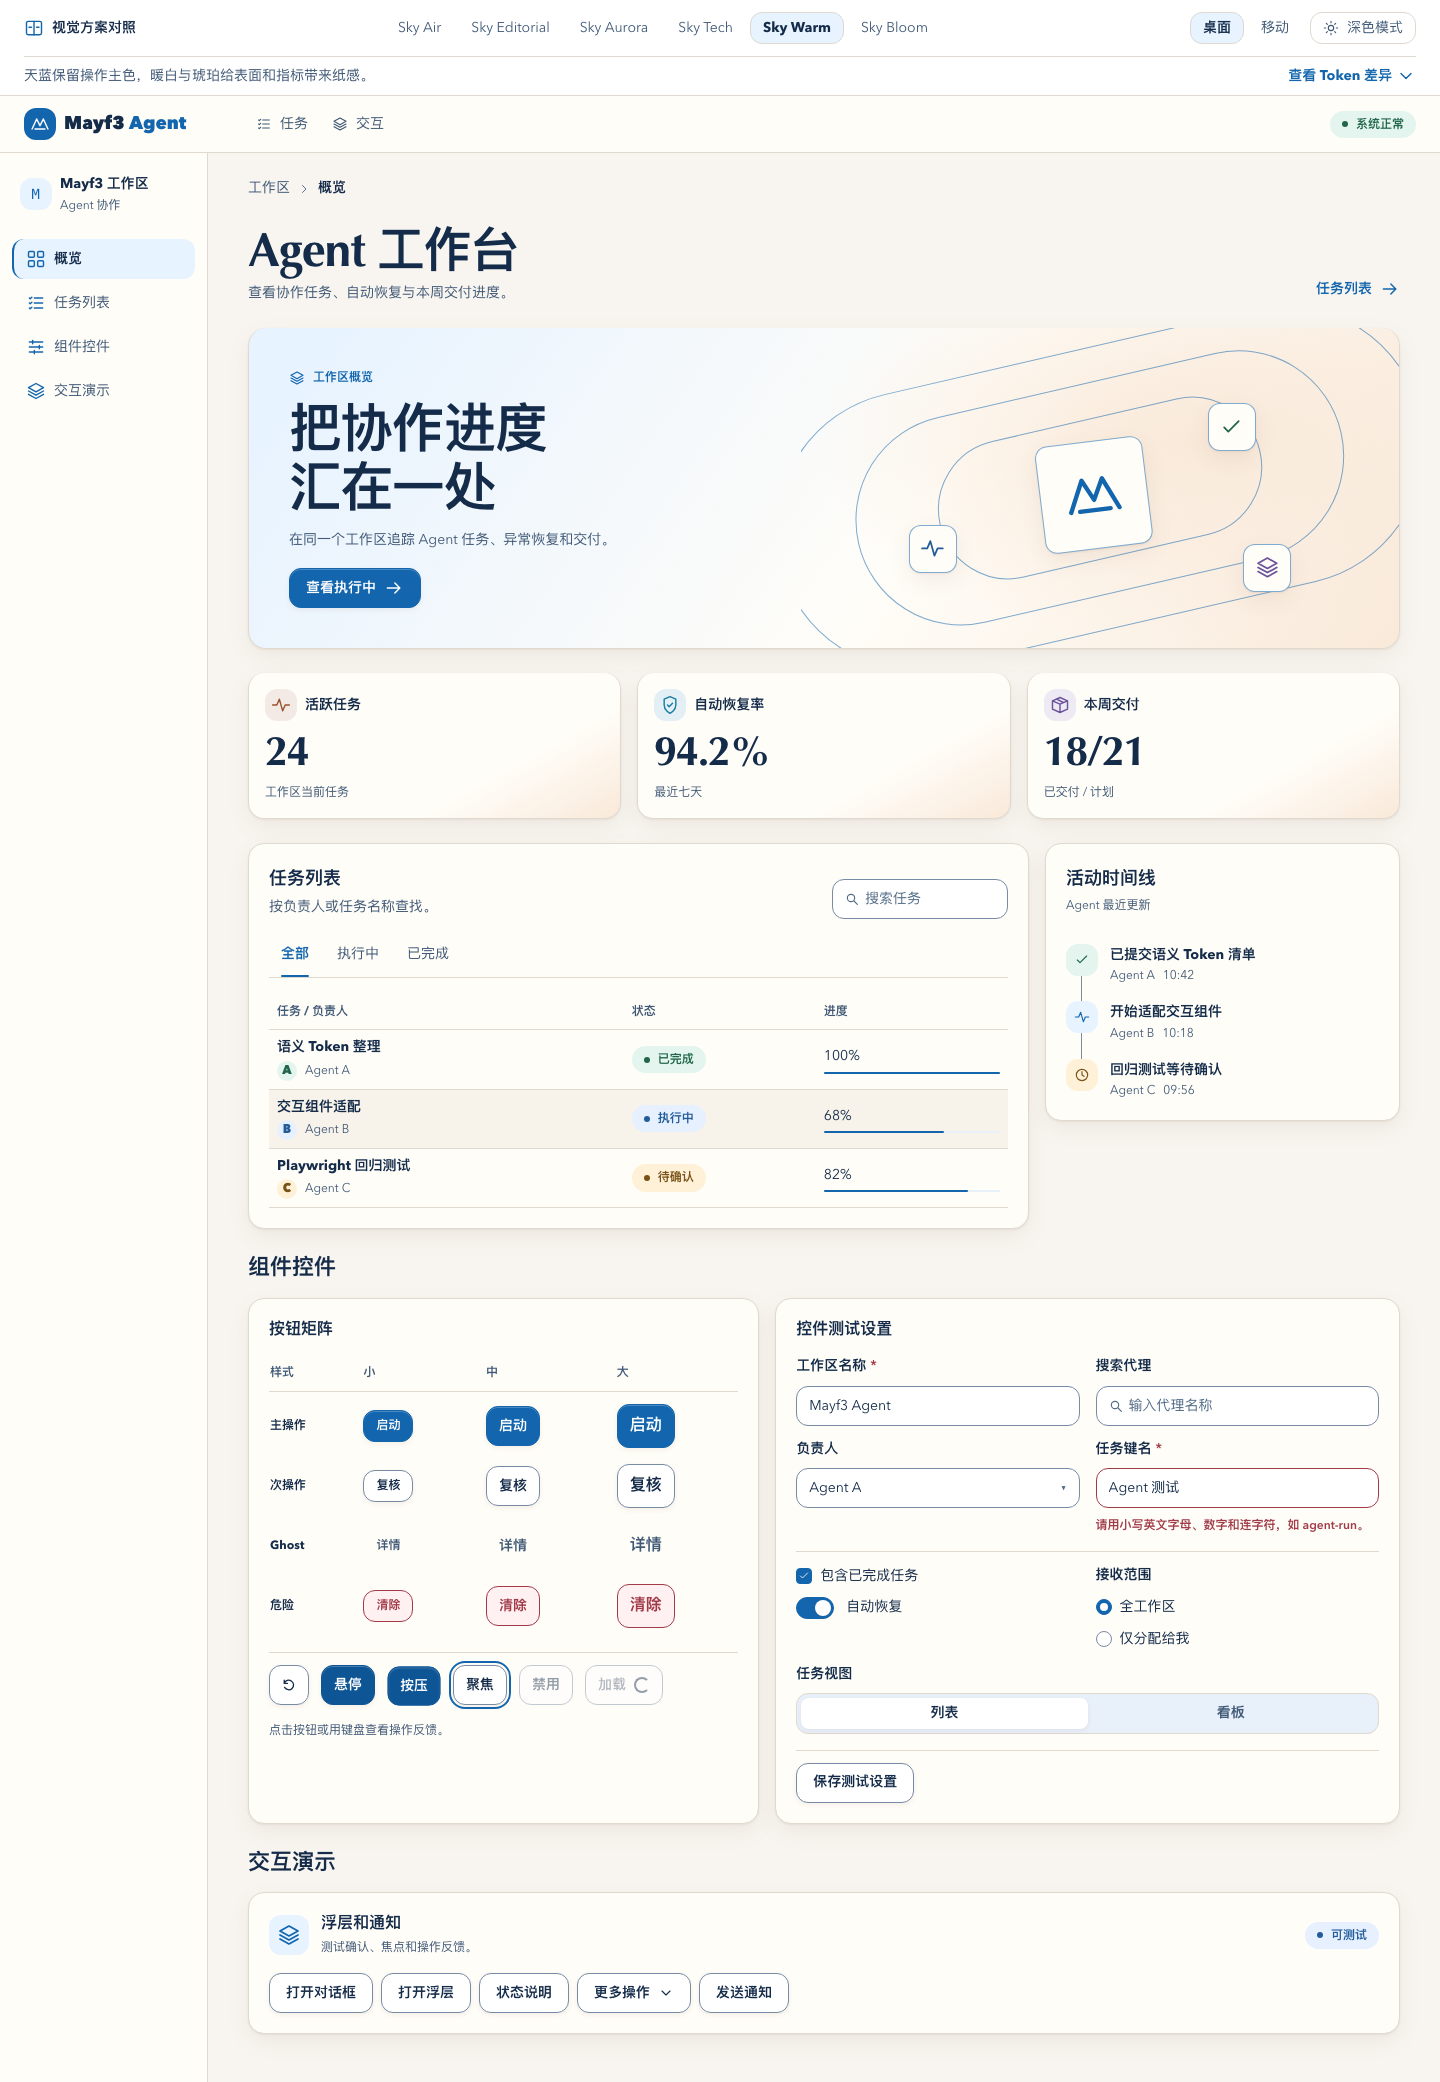 视觉方案对照
Sky Air
Sky Editorial
Sky Aurora
Sky Tech
Sky Warm
Sky Bloom
桌面
移动
深色模式
天蓝保留操作主色，暖白与琥珀给表面和指标带来纸感。
查看 Token 差异
Mayf3 Agent
任务
交互
系统正常
M
Mayf3 工作区
Agent 协作
概览
任务列表
组件控件
交互演示
工作区
概览
Agent 工作台
查看协作任务、自动恢复与本周交付进度。
任务列表
工作区概览
把协作进度
汇在一处
在同一个工作区追踪 Agent 任务、异常恢复和交付。
查看执行中
活跃任务
24
工作区当前任务
自动恢复率
94.2%
最近七天
本周交付
18/21
已交付 / 计划
任务列表
按负责人或任务名称查找。
搜索任务
全部
执行中
已完成
任务 / 负责人
状态
进度
语义 Token 整理
A
Agent A
已完成
100%
交互组件适配
B
Agent B
执行中
68%
Playwright 回归测试
C
Agent C
待确认
82%
活动时间线
Agent 最近更新
已提交语义 Token 清单
Agent A 10:42
开始适配交互组件
Agent B 10:18
回归测试等待确认
Agent C 09:56
组件控件
按钮矩阵
样式
小
中
大
主操作
启动
启动
启动
次操作
复核
复核
复核
Ghost
详情
详情
详情
危险
清除
清除
清除
悬停
按压
聚焦
禁用
加载
点击按钮或用键盘查看操作反馈。
控件测试设置
工作区名称 *
Mayf3 Agent
搜索代理
输入代理名称
负责人
Agent A
任务键名 *
Agent 测试
请用小写英文字母、数字和连字符，如 agent-run。
包含已完成任务
自动恢复
接收范围
全工作区
仅分配给我
任务视图
列表
看板
保存测试设置
交互演示
浮层和通知
测试确认、焦点和操作反馈。
可测试
打开对话框
打开浮层
状态说明
更多操作
发送通知